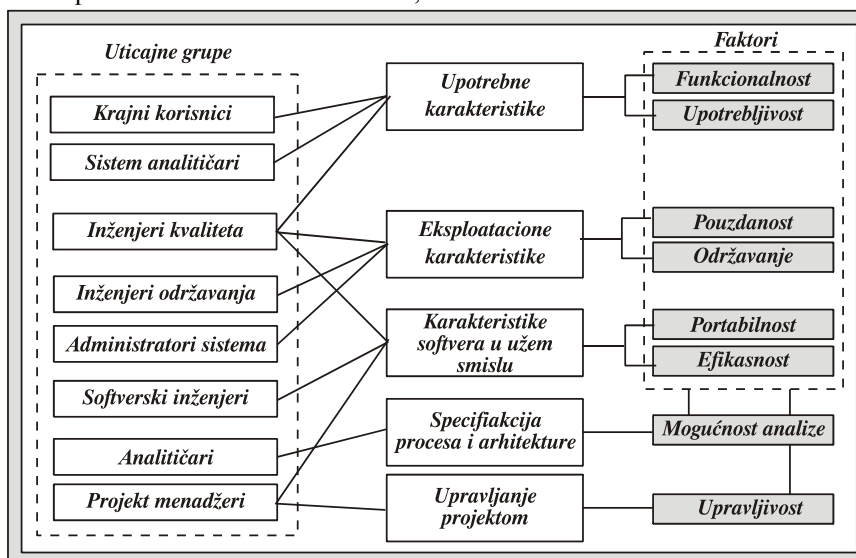 Uticajne grupe
Krajni korisnici
Sistem analitičari
Inženjeri kvaliteta
Inženjeri održavanja
Administratori sistema
Softverski inženjeri
Analitičari
Projekt menadžeri
Upotrebne
karakteristike
Eksploatacione
karakteristike
Karakteristike
softvera u užem
smislu
Specifiakcija
procesa i arhitekture
Upravljanje
projektom
Faktori
Funkcionalnost
Upotrebljivost
Pouzdanost
Održavanje
Portabilnost
Efikasnost
Mogućnost analize
Upravljivost